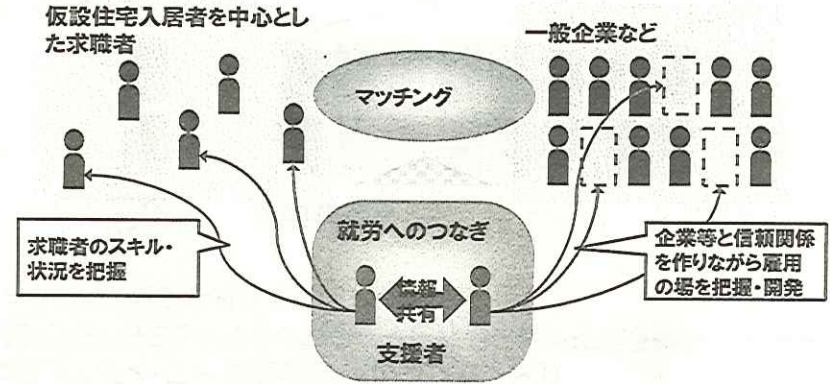 仮設住宅入居者を中心とし
た求職者
一般企業など
マッチング
就労へのつなぎ
求職者のスキル・
状況を把握
情報
共有
支援者
企業等と信頼関係
を作りながら雇用
の場を把握・開発